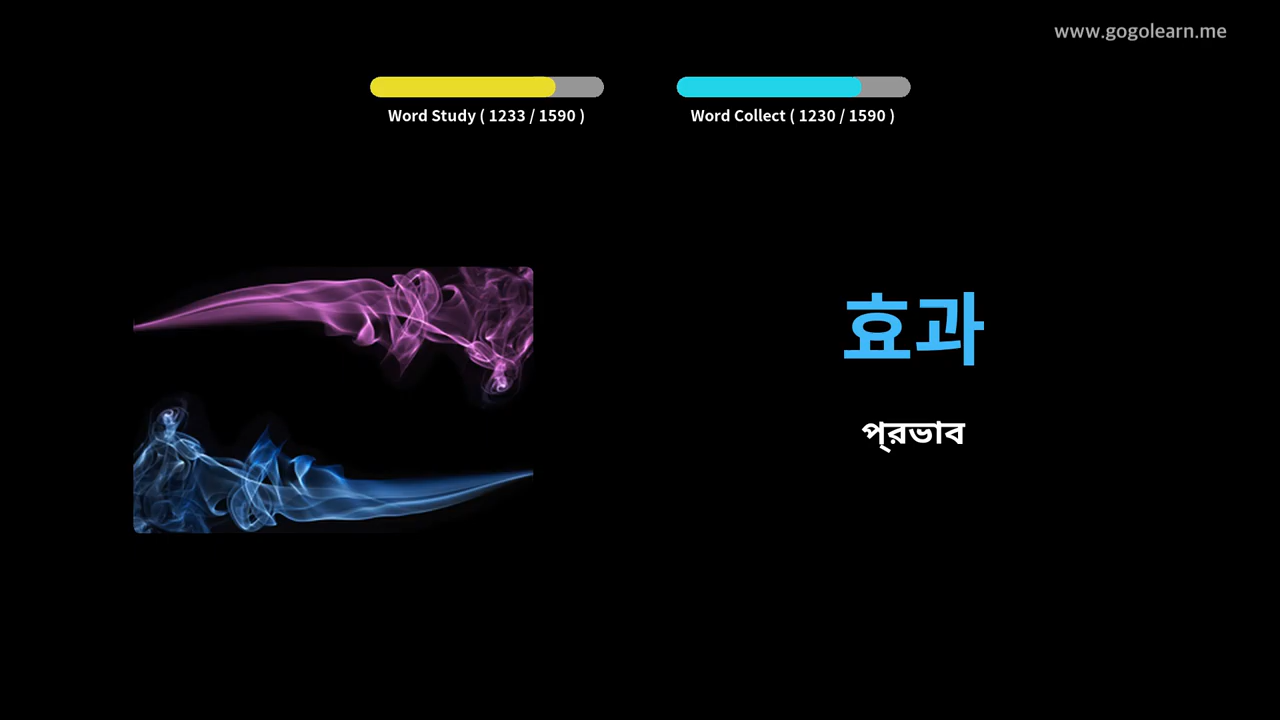 www.gogolearn.me
Word Study ( 1233 / 1590 )
Word Collect ( 1230 / 1590 )
효과
প্রভাব